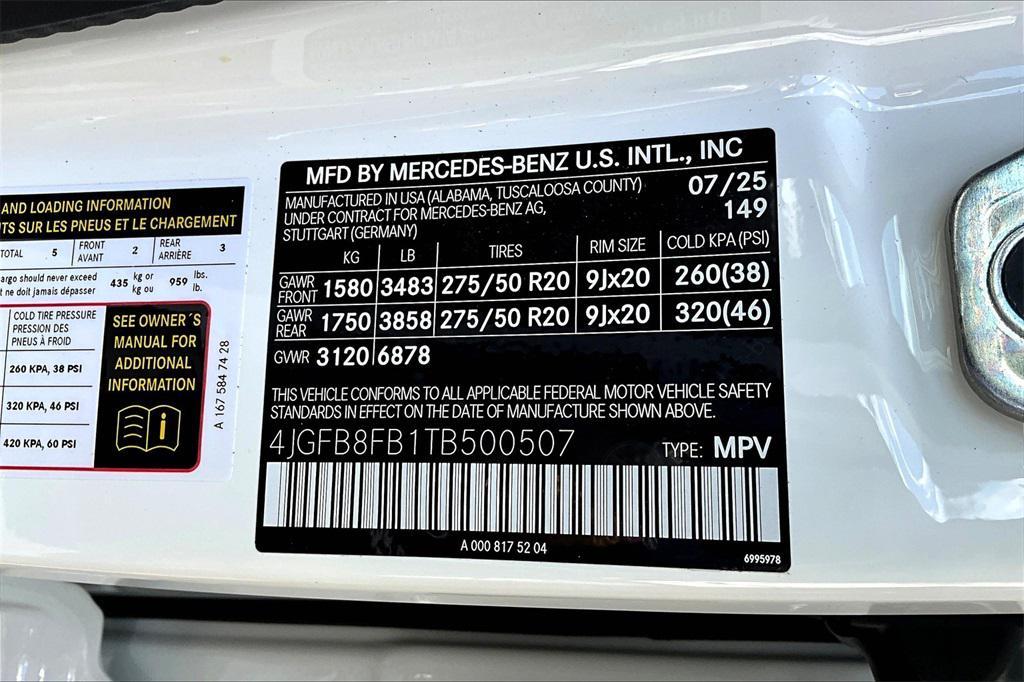 AND LOADING INFORMATION
TS SUR LES PNEUS ET LE CHARGEMENT
TOTAL 5 FRONT AVANT 2 REAR ARRIÈRE 3
argo should never exceed 435 kg or 959 lbs.
t ne doit jamais dépasser kg ou lb.
COLD TIRE PRESSURE
PRESSION DES
PNEUS À FROID
260 KPA, 38 PSI
320 KPA, 46 PSI
420 KPA, 60 PSI
SEE OWNER´S
MANUAL FOR
ADDITIONAL
INFORMATION
A 167 584 74 28
MFD BY MERCEDES-BENZ U.S. INTL., INC
MANUFACTURED IN USA (ALABAMA, TUSCALOOSA COUNTY) 07/25
UNDER CONTRACT FOR MERCEDES-BENZ AG, 149
STUTTGART (GERMANY)
KG LB TIRES RIM SIZE COLD KPA (PSI)
GAWR FRONT 1580 3483 275/50 R20 9Jx20 260(38)
GAWR REAR 1750 3858 275/50 R20 9Jx20 320(46)
GVWR 3120 6878
THIS VEHICLE CONFORMS TO ALL APPLICABLE FEDERAL MOTOR VEHICLE SAFETY
STANDARDS IN EFFECT ON THE DATE OF MANUFACTURE SHOWN ABOVE.
4JGFB8FB1TB500507 TYPE: MPV
A 000 817 52 04
6995978